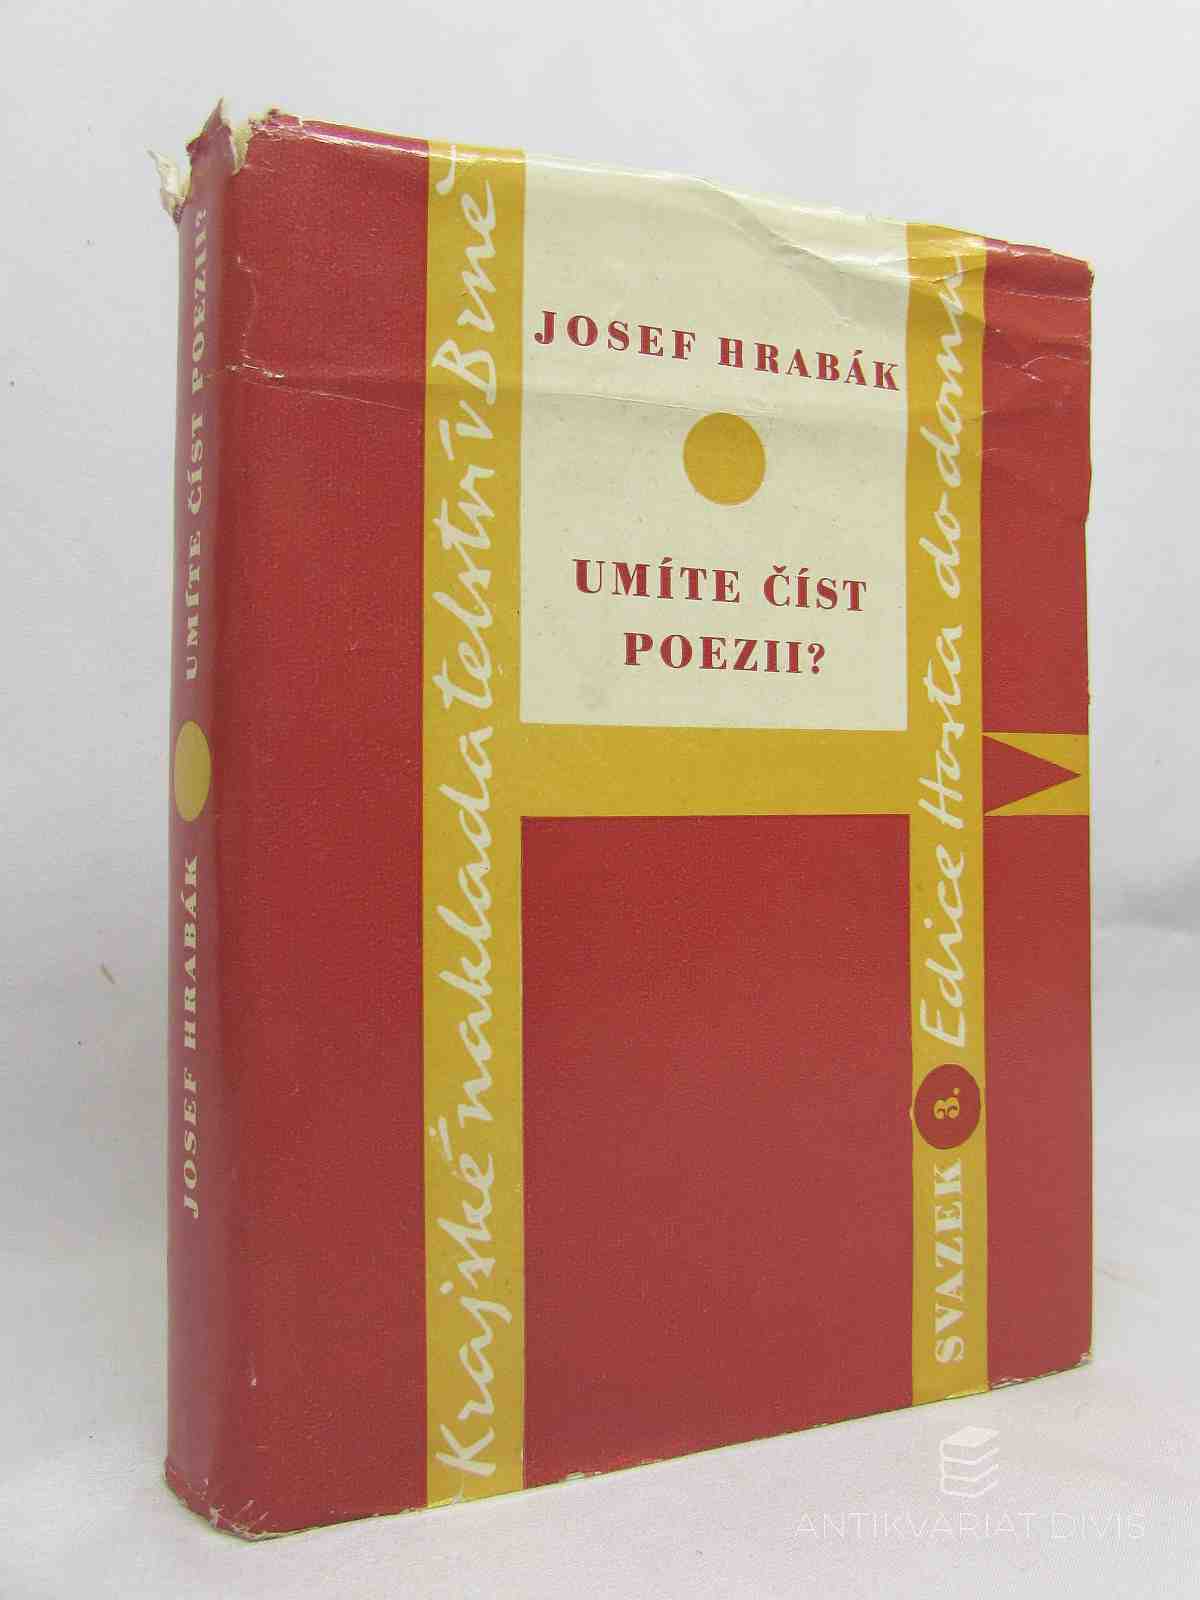 JOSEF HRABÁK
UMÍTE ČÍST POEZII?
Krajské nakladatelství v Brně
JOSEF HRABÁK
UMÍTE ČÍST
POEZII?
SVAZEK 3. Edice Hosta do domu
ANTIKVARIÁT DIVIŠ